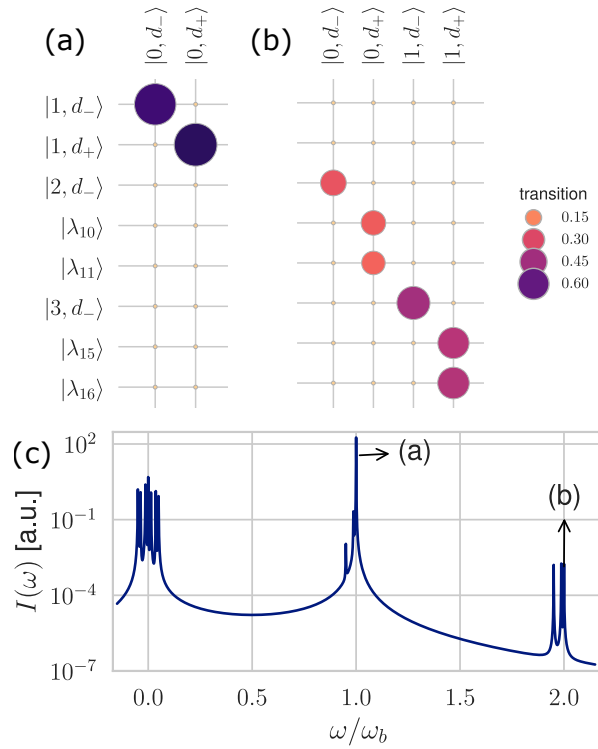 (a)
|0, d₋⟩
|0, d₊⟩
(b)
|0, d₋⟩
|0, d₊⟩
|1, d₋⟩
|1, d₊⟩
|1, d₋⟩
|1, d₊⟩
|2, d₋⟩
|λ₁₀⟩
|λ₁₁⟩
|3, d₋⟩
|λ₁₅⟩
|λ₁₆⟩
transition
0.15
0.30
0.45
0.60
(c)
10²
10⁻¹
10⁻⁴
10⁻⁷
I(ω) [a.u.]
(a)
(b)
0.0 0.5 1.0 1.5 2.0
ω/ω_b